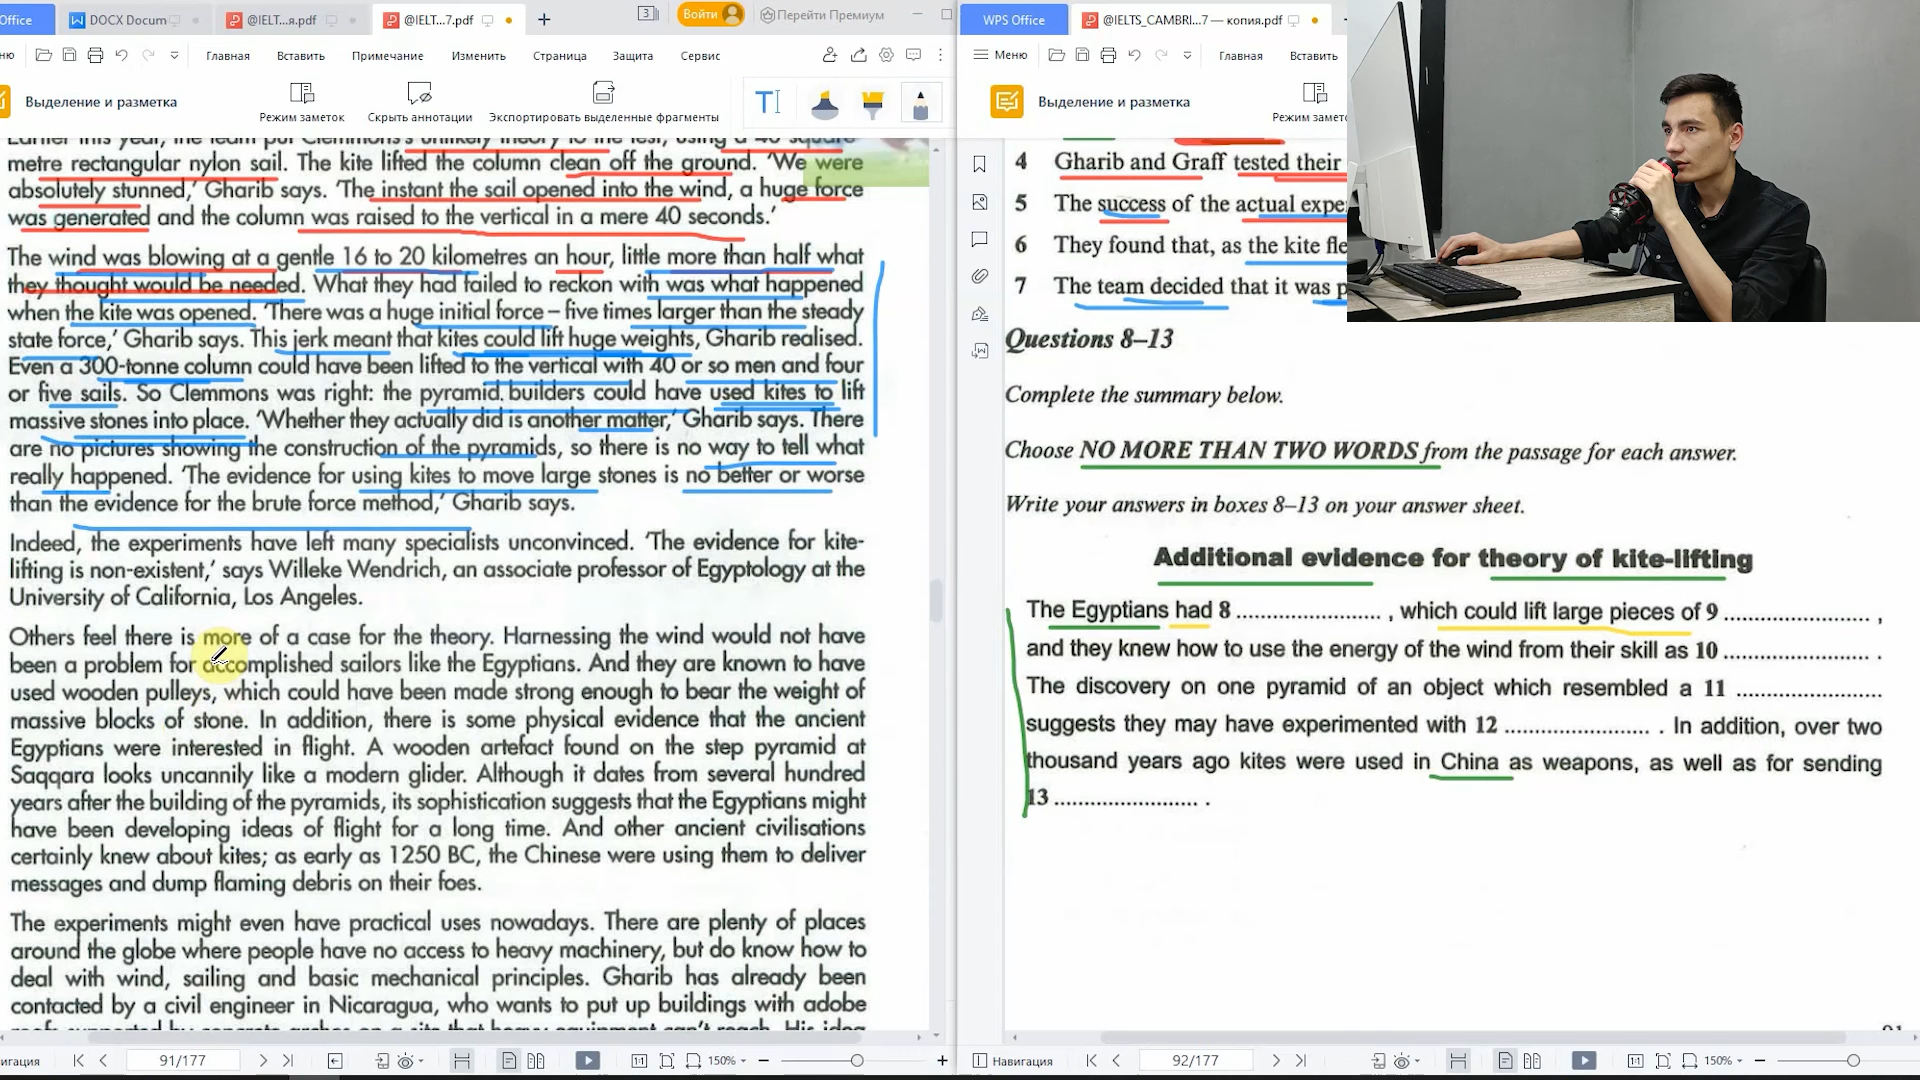 Office
DOCX Docum
@IELT...я.pdf
@IELT...7.pdf
3
Войти
Перейти Премиум
WPS Office
@IELTS_CAMBRI...7 — копия.pdf
Главная
Вставить
Примечание
Изменить
Страница
Защита
Сервис
Меню
Главная
Вставить
Выделение и разметка
Режим заметок
Скрыть аннотации
Экспортировать выделенные фрагменты
Выделение и разметка
Earlier this year, the team put Clemmons's unlikely theory to the test, using a 40 square
metre rectangular nylon sail. The kite lifted the column clean off the ground. 'We were
absolutely stunned,' Gharib says. 'The instant the sail opened into the wind, a huge force
was generated and the column was raised to the vertical in a mere 40 seconds.'
The wind was blowing at a gentle 16 to 20 kilometres an hour, little more than half what
they thought would be needed. What they had failed to reckon with was what happened
when the kite was opened. 'There was a huge initial force – five times larger than the steady
state force,' Gharib says. This jerk meant that kites could lift huge weights, Gharib realised.
Even a 300-tonne column could have been lifted to the vertical with 40 or so men and four
or five sails. So Clemmons was right: the pyramid builders could have used kites to lift
massive stones into place. 'Whether they actually did is another matter,' Gharib says. There
are no pictures showing the construction of the pyramids, so there is no way to tell what
really happened. 'The evidence for using kites to move large stones is no better or worse
than the evidence for the brute force method,' Gharib says.
Indeed, the experiments have left many specialists unconvinced. 'The evidence for kite-
lifting is non-existent,' says Willeke Wendrich, an associate professor of Egyptology at the
University of California, Los Angeles.
Others feel there is more of a case for the theory. Harnessing the wind would not have
been a problem for accomplished sailors like the Egyptians. And they are known to have
used wooden pulleys, which could have been made strong enough to bear the weight of
massive blocks of stone. In addition, there is some physical evidence that the ancient
Egyptians were interested in flight. A wooden artefact found on the step pyramid at
Saqqara looks uncannily like a modern glider. Although it dates from several hundred
years after the building of the pyramids, its sophistication suggests that the Egyptians might
have been developing ideas of flight for a long time. And other ancient civilisations
certainly knew about kites; as early as 1250 BC, the Chinese were using them to deliver
messages and dump flaming debris on their foes.
The experiments might even have practical uses nowadays. There are plenty of places
around the globe where people have no access to heavy machinery, but do know how to
deal with wind, sailing and basic mechanical principles. Gharib has already been
contacted by a civil engineer in Nicaragua, who wants to put up buildings with adobe
roofs supported by concrete arches on a site that heavy equipment can't reach. His idea
4 Gharib and Graff tested their
5 The success of the actual expe
6 They found that, as the kite fle
7 The team decided that it was p
Questions 8–13
Complete the summary below.
Choose NO MORE THAN TWO WORDS from the passage for each answer.
Write your answers in boxes 8–13 on your answer sheet.
Additional evidence for theory of kite-lifting
The Egyptians had 8 ........................ , which could lift large pieces of 9 ........................ ,
and they knew how to use the energy of the wind from their skill as 10 ........................ .
The discovery on one pyramid of an object which resembled a 11 ........................
suggests they may have experimented with 12 ........................ . In addition, over two
thousand years ago kites were used in China as weapons, as well as for sending
13 ........................ .
91/177
150%
Навигация
92/177
150%